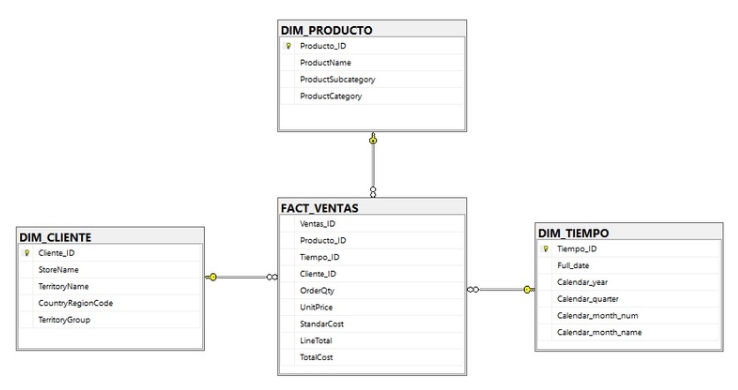 DIM_PRODUCTO
Producto_ID
ProductName
ProductSubcategory
ProductCategory
FACT_VENTAS
Ventas_ID
Producto_ID
Tiempo_ID
Cliente_ID
OrderQty
UnitPrice
StandarCost
LineTotal
TotalCost
DIM_CLIENTE
Cliente_ID
StoreName
TerritoryName
CountryRegionCode
TerritoryGroup
DIM_TIEMPO
Tiempo_ID
Full_date
Calendar_year
Calendar_quarter
Calendar_month_num
Calendar_month_name